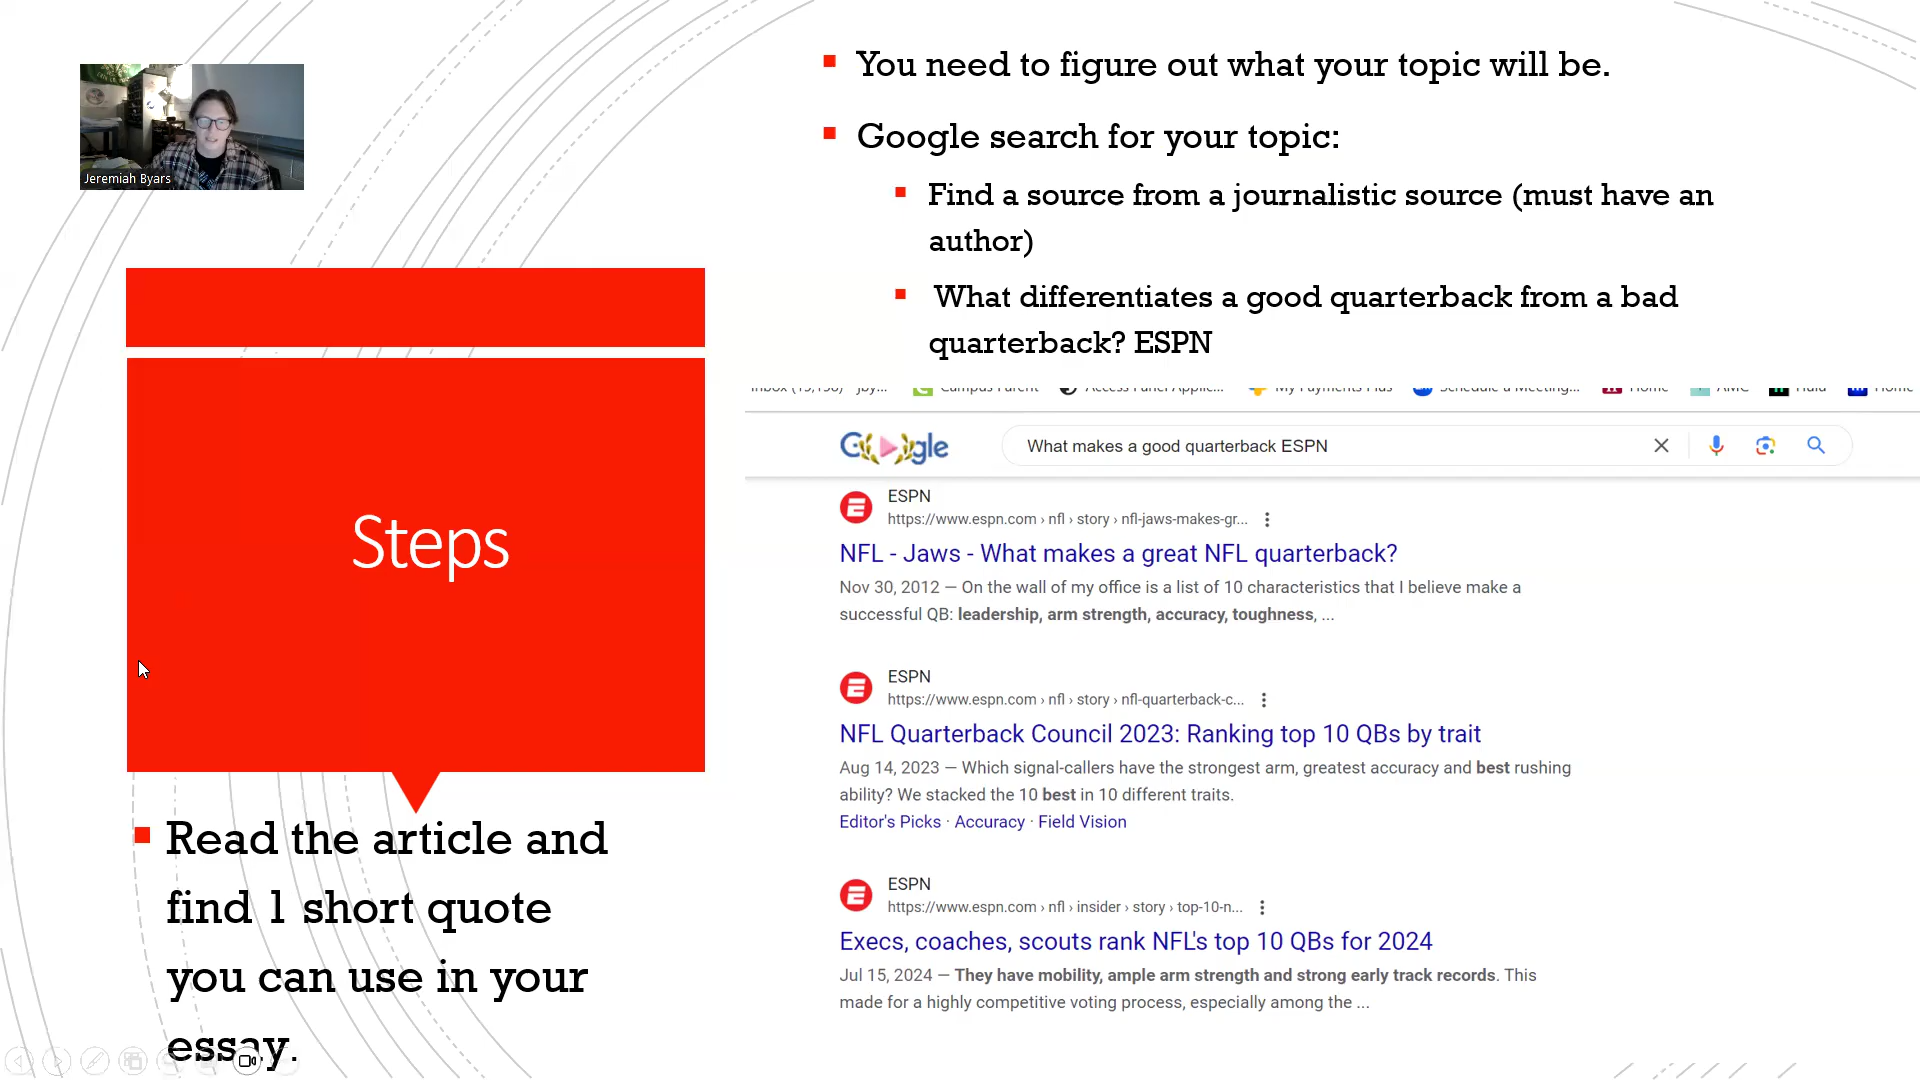 You need to figure out what your topic will be.
Google search for your topic:
Find a source from a journalistic source (must have an
author)
What differentiates a good quarterback from a bad
quarterback? ESPN
Jeremiah Byars
Steps
Read the article and
find 1 short quote
you can use in your
essay.
Campus Parent
Access Panel Applic...
My Payments Plus
Schedule a Meeting...
Home
AMC
Hulu
Home
Google
What makes a good quarterback ESPN
ESPN
https://www.espn.com › nfl › story › nfl-jaws-makes-gr...
NFL - Jaws - What makes a great NFL quarterback?
Nov 30, 2012 — On the wall of my office is a list of 10 characteristics that I believe make a
successful QB: leadership, arm strength, accuracy, toughness, ...
ESPN
https://www.espn.com › nfl › story › nfl-quarterback-c...
NFL Quarterback Council 2023: Ranking top 10 QBs by trait
Aug 14, 2023 — Which signal-callers have the strongest arm, greatest accuracy and best rushing
ability? We stacked the 10 best in 10 different traits.
Editor's Picks · Accuracy · Field Vision
ESPN
https://www.espn.com › nfl › insider › story › top-10-n...
Execs, coaches, scouts rank NFL's top 10 QBs for 2024
Jul 15, 2024 — They have mobility, ample arm strength and strong early track records. This
made for a highly competitive voting process, especially among the ...